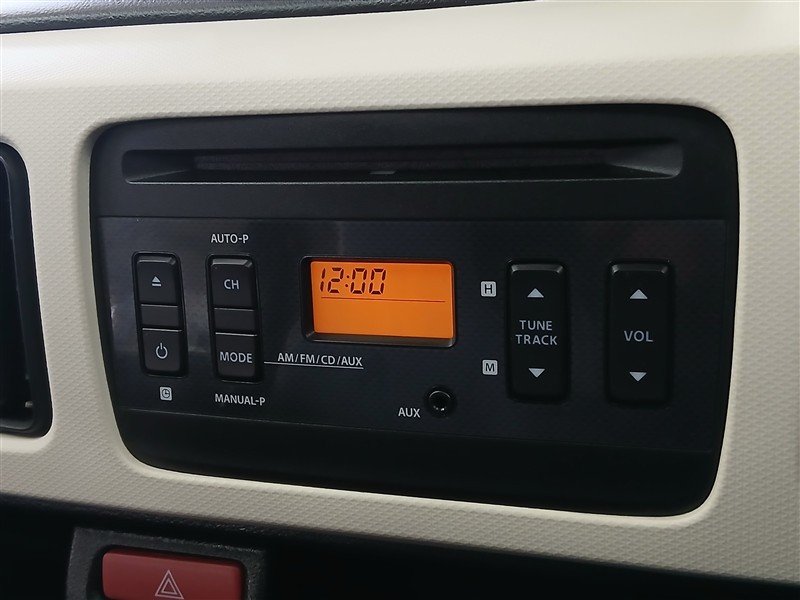 AUTO-P
CH
MODE
AM/FM/CD/AUX
MANUAL-P
12:00
AUX
H
M
TUNE
TRACK
VOL